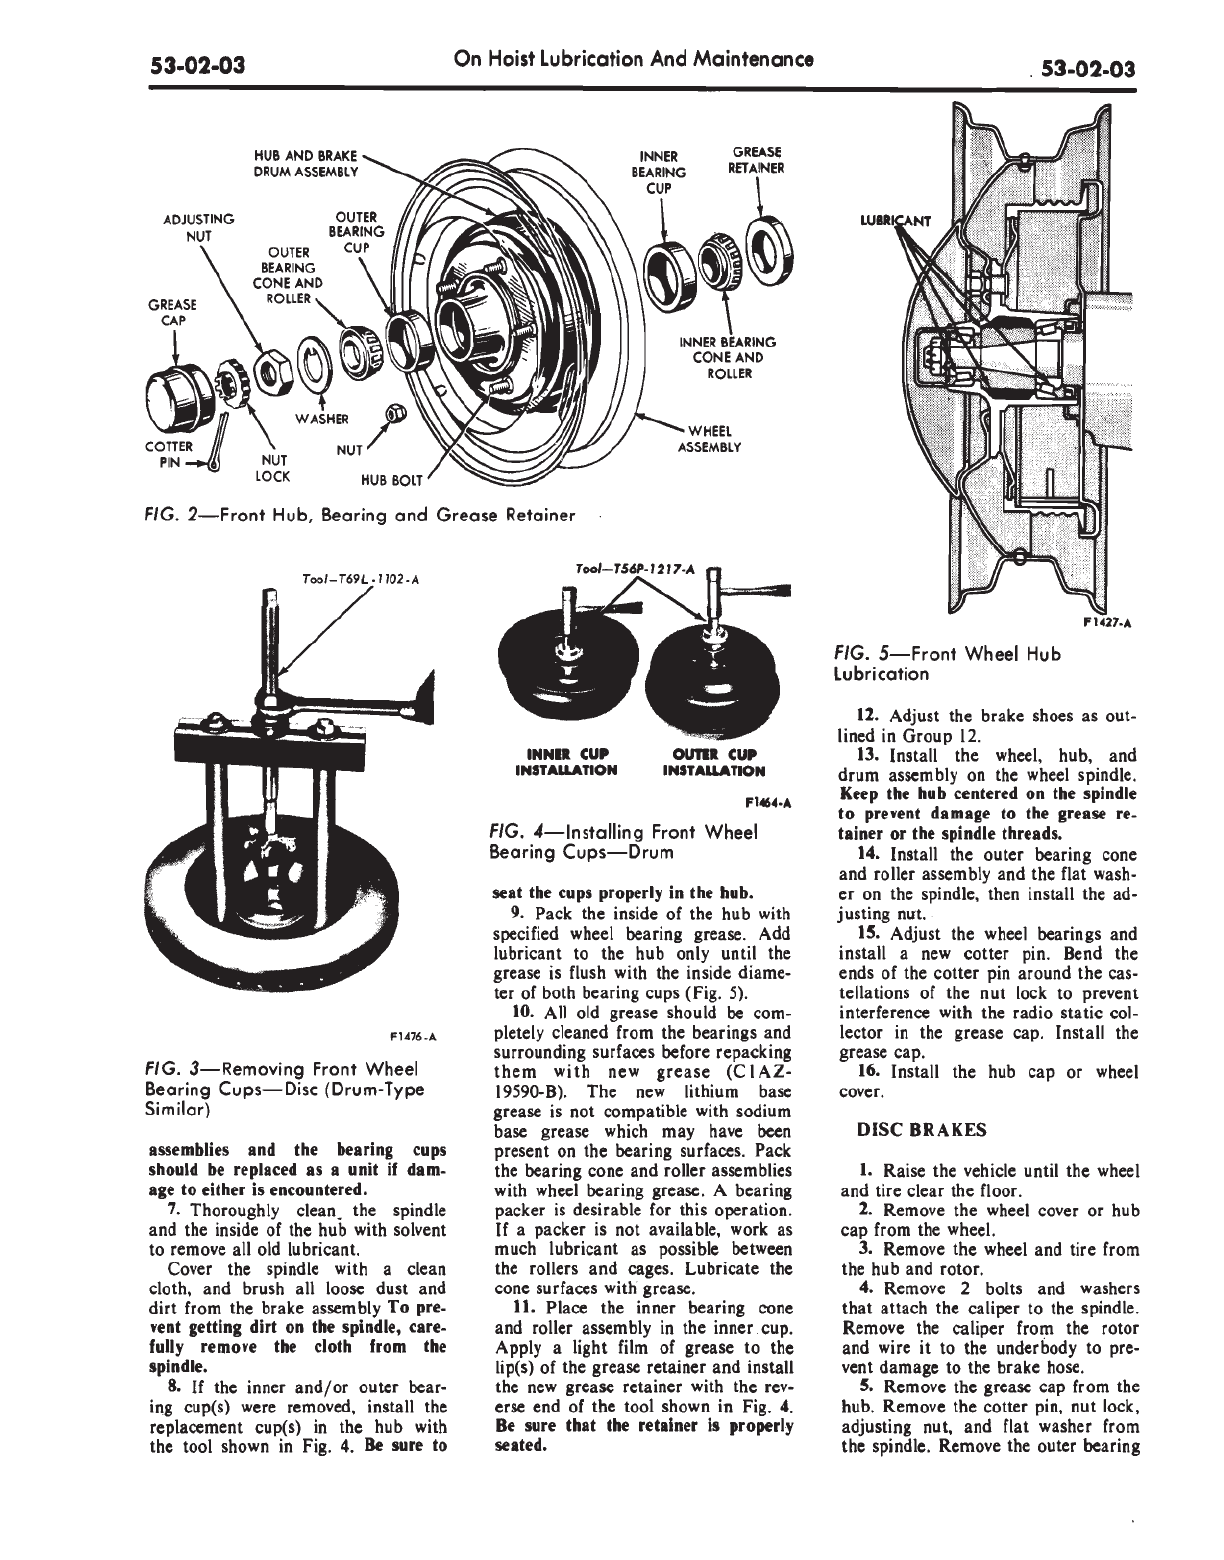 53-02-03
On Hoist Lubrication And Maintenance
53-02-03
HUB AND BRAKE
DRUM ASSEMBLY
ADJUSTING
NUT
OUTER
BEARING
CUP
OUTER
BEARING
CONE AND
ROLLER
GREASE
CAP
COTTER
PIN
NUT
LOCK
WASHER
NUT
HUB BOLT
INNER
BEARING
CUP
GREASE
RETAINER
INNER BEARING
CONE AND
ROLLER
WHEEL
ASSEMBLY
FIG. 2—Front Hub, Bearing and Grease Retainer
Tool—T69L-1102-A
F1476-A
FIG. 3—Removing Front Wheel
Bearing Cups—Disc (Drum-Type
Similar)
assemblies and the bearing cups
should be replaced as a unit if dam-
age to either is encountered.
7. Thoroughly clean the spindle
and the inside of the hub with solvent
to remove all old lubricant.
Cover the spindle with a clean
cloth, and brush all loose dust and
dirt from the brake assembly To pre-
vent getting dirt on the spindle, care-
fully remove the cloth from the
spindle.
8. If the inner and/or outer bear-
ing cup(s) were removed, install the
replacement cup(s) in the hub with
the tool shown in Fig. 4. Be sure to
Tool—T56P-1217-A
INNER CUP
INSTALLATION
OUTER CUP
INSTALLATION
F1464-A
FIG. 4—Installing Front Wheel
Bearing Cups—Drum
seat the cups properly in the hub.
9. Pack the inside of the hub with
specified wheel bearing grease. Add
lubricant to the hub only until the
grease is flush with the inside diame-
ter of both bearing cups (Fig. 5).
10. All old grease should be com-
pletely cleaned from the bearings and
surrounding surfaces before repacking
them with new grease (C1AZ-
19590-B). The new lithium base
grease is not compatible with sodium
base grease which may have been
present on the bearing surfaces. Pack
the bearing cone and roller assemblies
with wheel bearing grease. A bearing
packer is desirable for this operation.
If a packer is not available, work as
much lubricant as possible between
the rollers and cages. Lubricate the
cone surfaces with grease.
11. Place the inner bearing cone
and roller assembly in the inner cup.
Apply a light film of grease to the
lip(s) of the grease retainer and install
the new grease retainer with the rev-
erse end of the tool shown in Fig. 4.
Be sure that the retainer is properly
seated.
LUBRICANT
F1427-A
FIG. 5—Front Wheel Hub
Lubrication
12. Adjust the brake shoes as out-
lined in Group 12.
13. Install the wheel, hub, and
drum assembly on the wheel spindle.
Keep the hub centered on the spindle
to prevent damage to the grease re-
tainer or the spindle threads.
14. Install the outer bearing cone
and roller assembly and the flat wash-
er on the spindle, then install the ad-
justing nut.
15. Adjust the wheel bearings and
install a new cotter pin. Bend the
ends of the cotter pin around the cas-
tellations of the nut lock to prevent
interference with the radio static col-
lector in the grease cap. Install the
grease cap.
16. Install the hub cap or wheel
cover.
DISC BRAKES
1. Raise the vehicle until the wheel
and tire clear the floor.
2. Remove the wheel cover or hub
cap from the wheel.
3. Remove the wheel and tire from
the hub and rotor.
4. Remove 2 bolts and washers
that attach the caliper to the spindle.
Remove the caliper from the rotor
and wire it to the underbody to pre-
vent damage to the brake hose.
5. Remove the grease cap from the
hub. Remove the cotter pin, nut lock,
adjusting nut, and flat washer from
the spindle. Remove the outer bearing